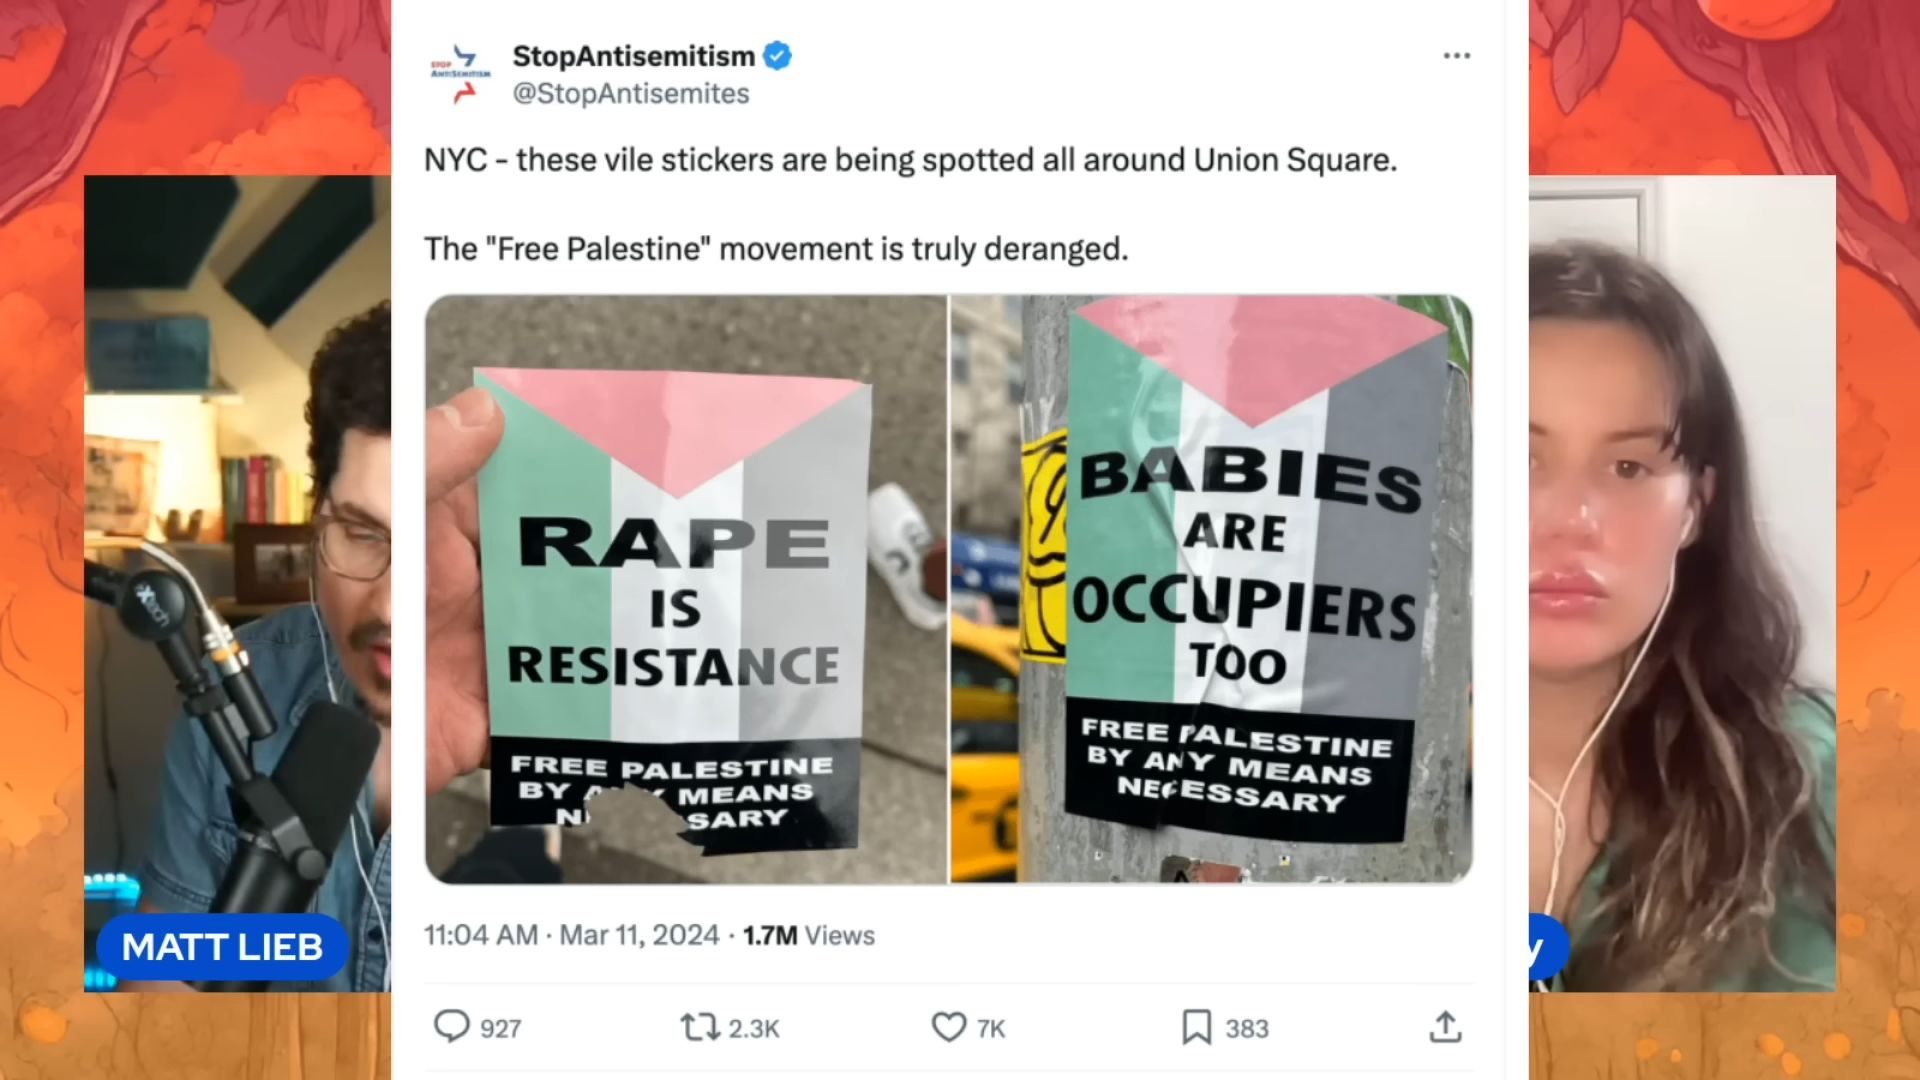 STOP
ANTISEMITISM
StopAntisemitism
@StopAntisemites
NYC - these vile stickers are being spotted all around Union Square.
The "Free Palestine" movement is truly deranged.
RAPE
IS
RESISTANCE
FREE PALESTINE
BY MEANS
BABIES
ARE
OCCUPIERS
TOO
FREE PALESTINE
BY ANY MEANS
NECESSARY
11:04 AM · Mar 11, 2024 · 1.7M Views
927
2.3K
7K
383
MATT LIEB
y